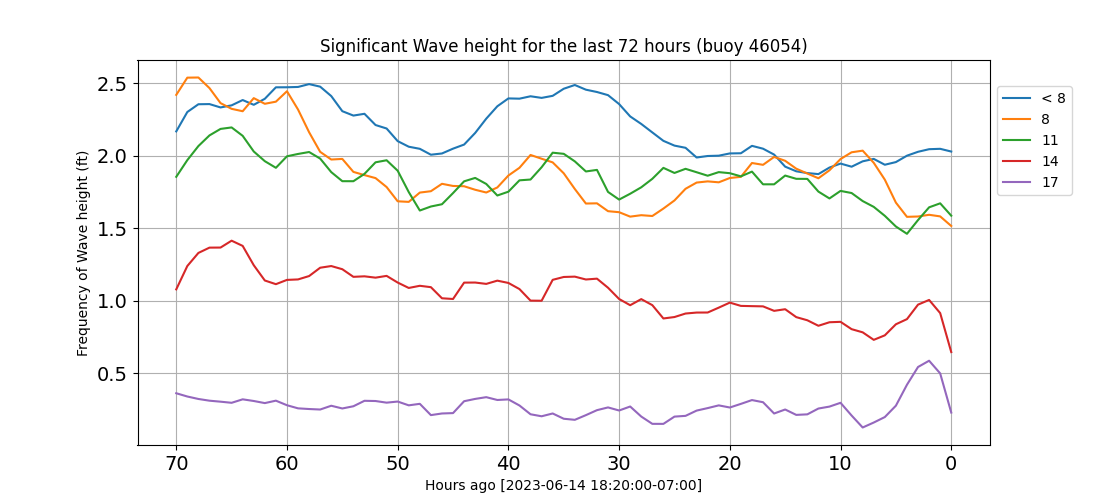 Significant Wave height for the last 72 hours (buoy 46054)
Frequency of Wave height (ft)
2.5
2.0
1.5
1.0
0.5
70 60 50 40 30 20 10 0
Hours ago [2023-06-14 18:20:00-07:00]
< 8
8
11
14
17